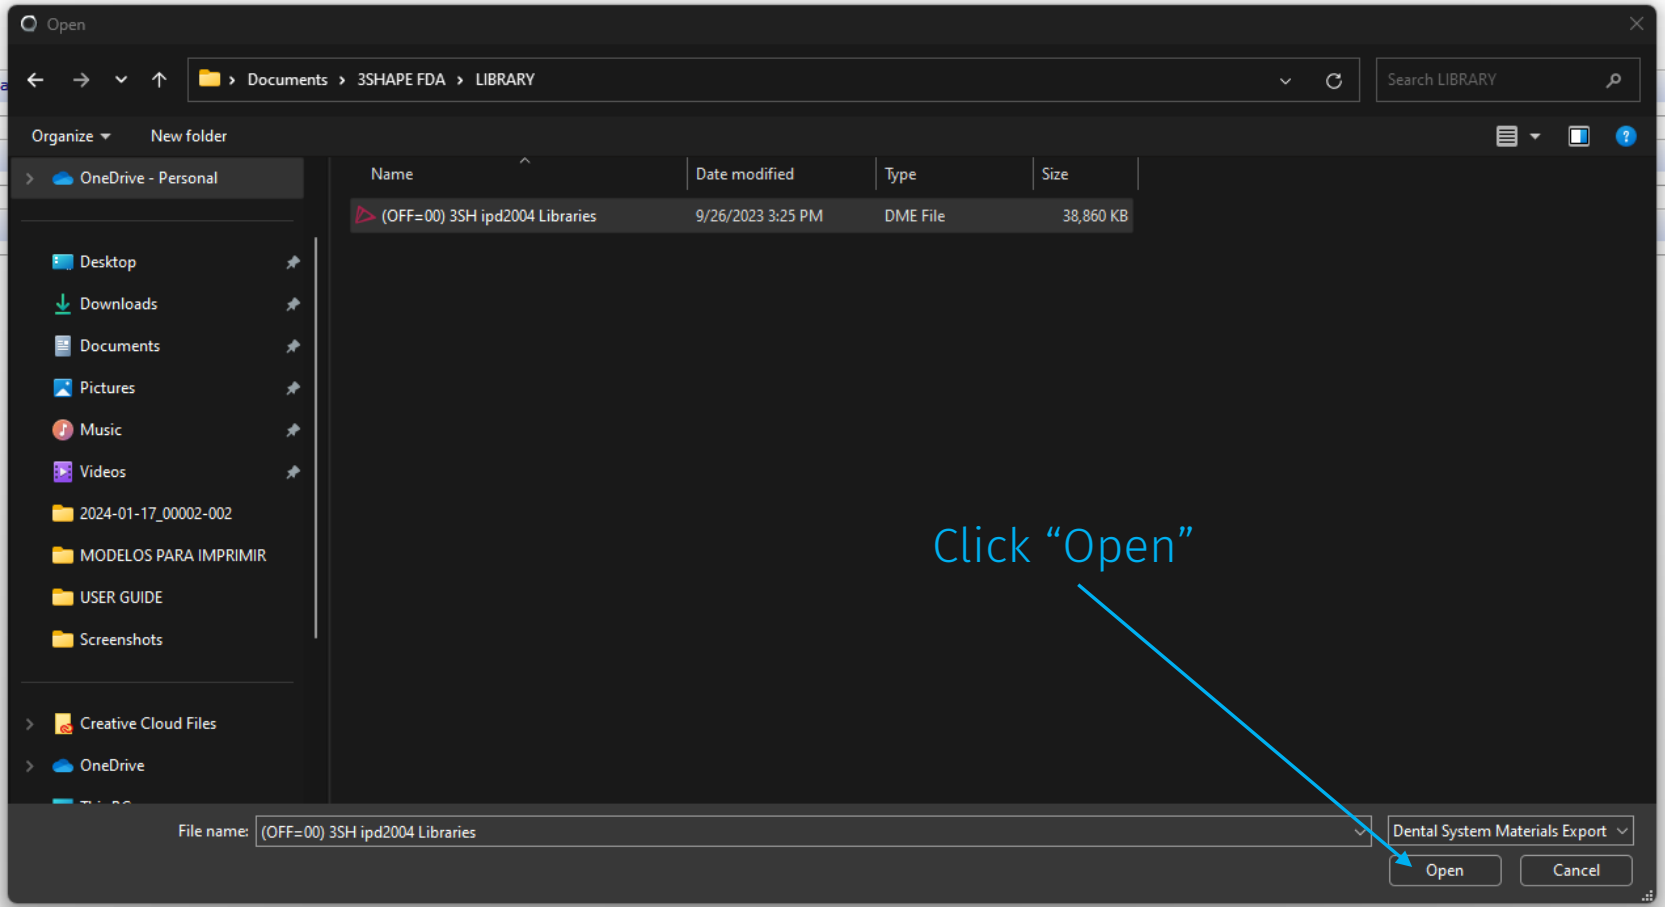 Open
Documents > 3SHAPE FDA > LIBRARY
Search LIBRARY
Organize
New folder
Name
Date modified
Type
Size
OneDrive - Personal
(OFF=00) 3SH ipd2004 Libraries
9/26/2023 3:25 PM
DME File
38,860 KB
Desktop
Downloads
Documents
Pictures
Music
Videos
2024-01-17_00002-002
MODELOS PARA IMPRIMIR
USER GUIDE
Screenshots
Creative Cloud Files
OneDrive
Click “Open”
File name:
(OFF=00) 3SH ipd2004 Libraries
Dental System Materials Export
Open
Cancel